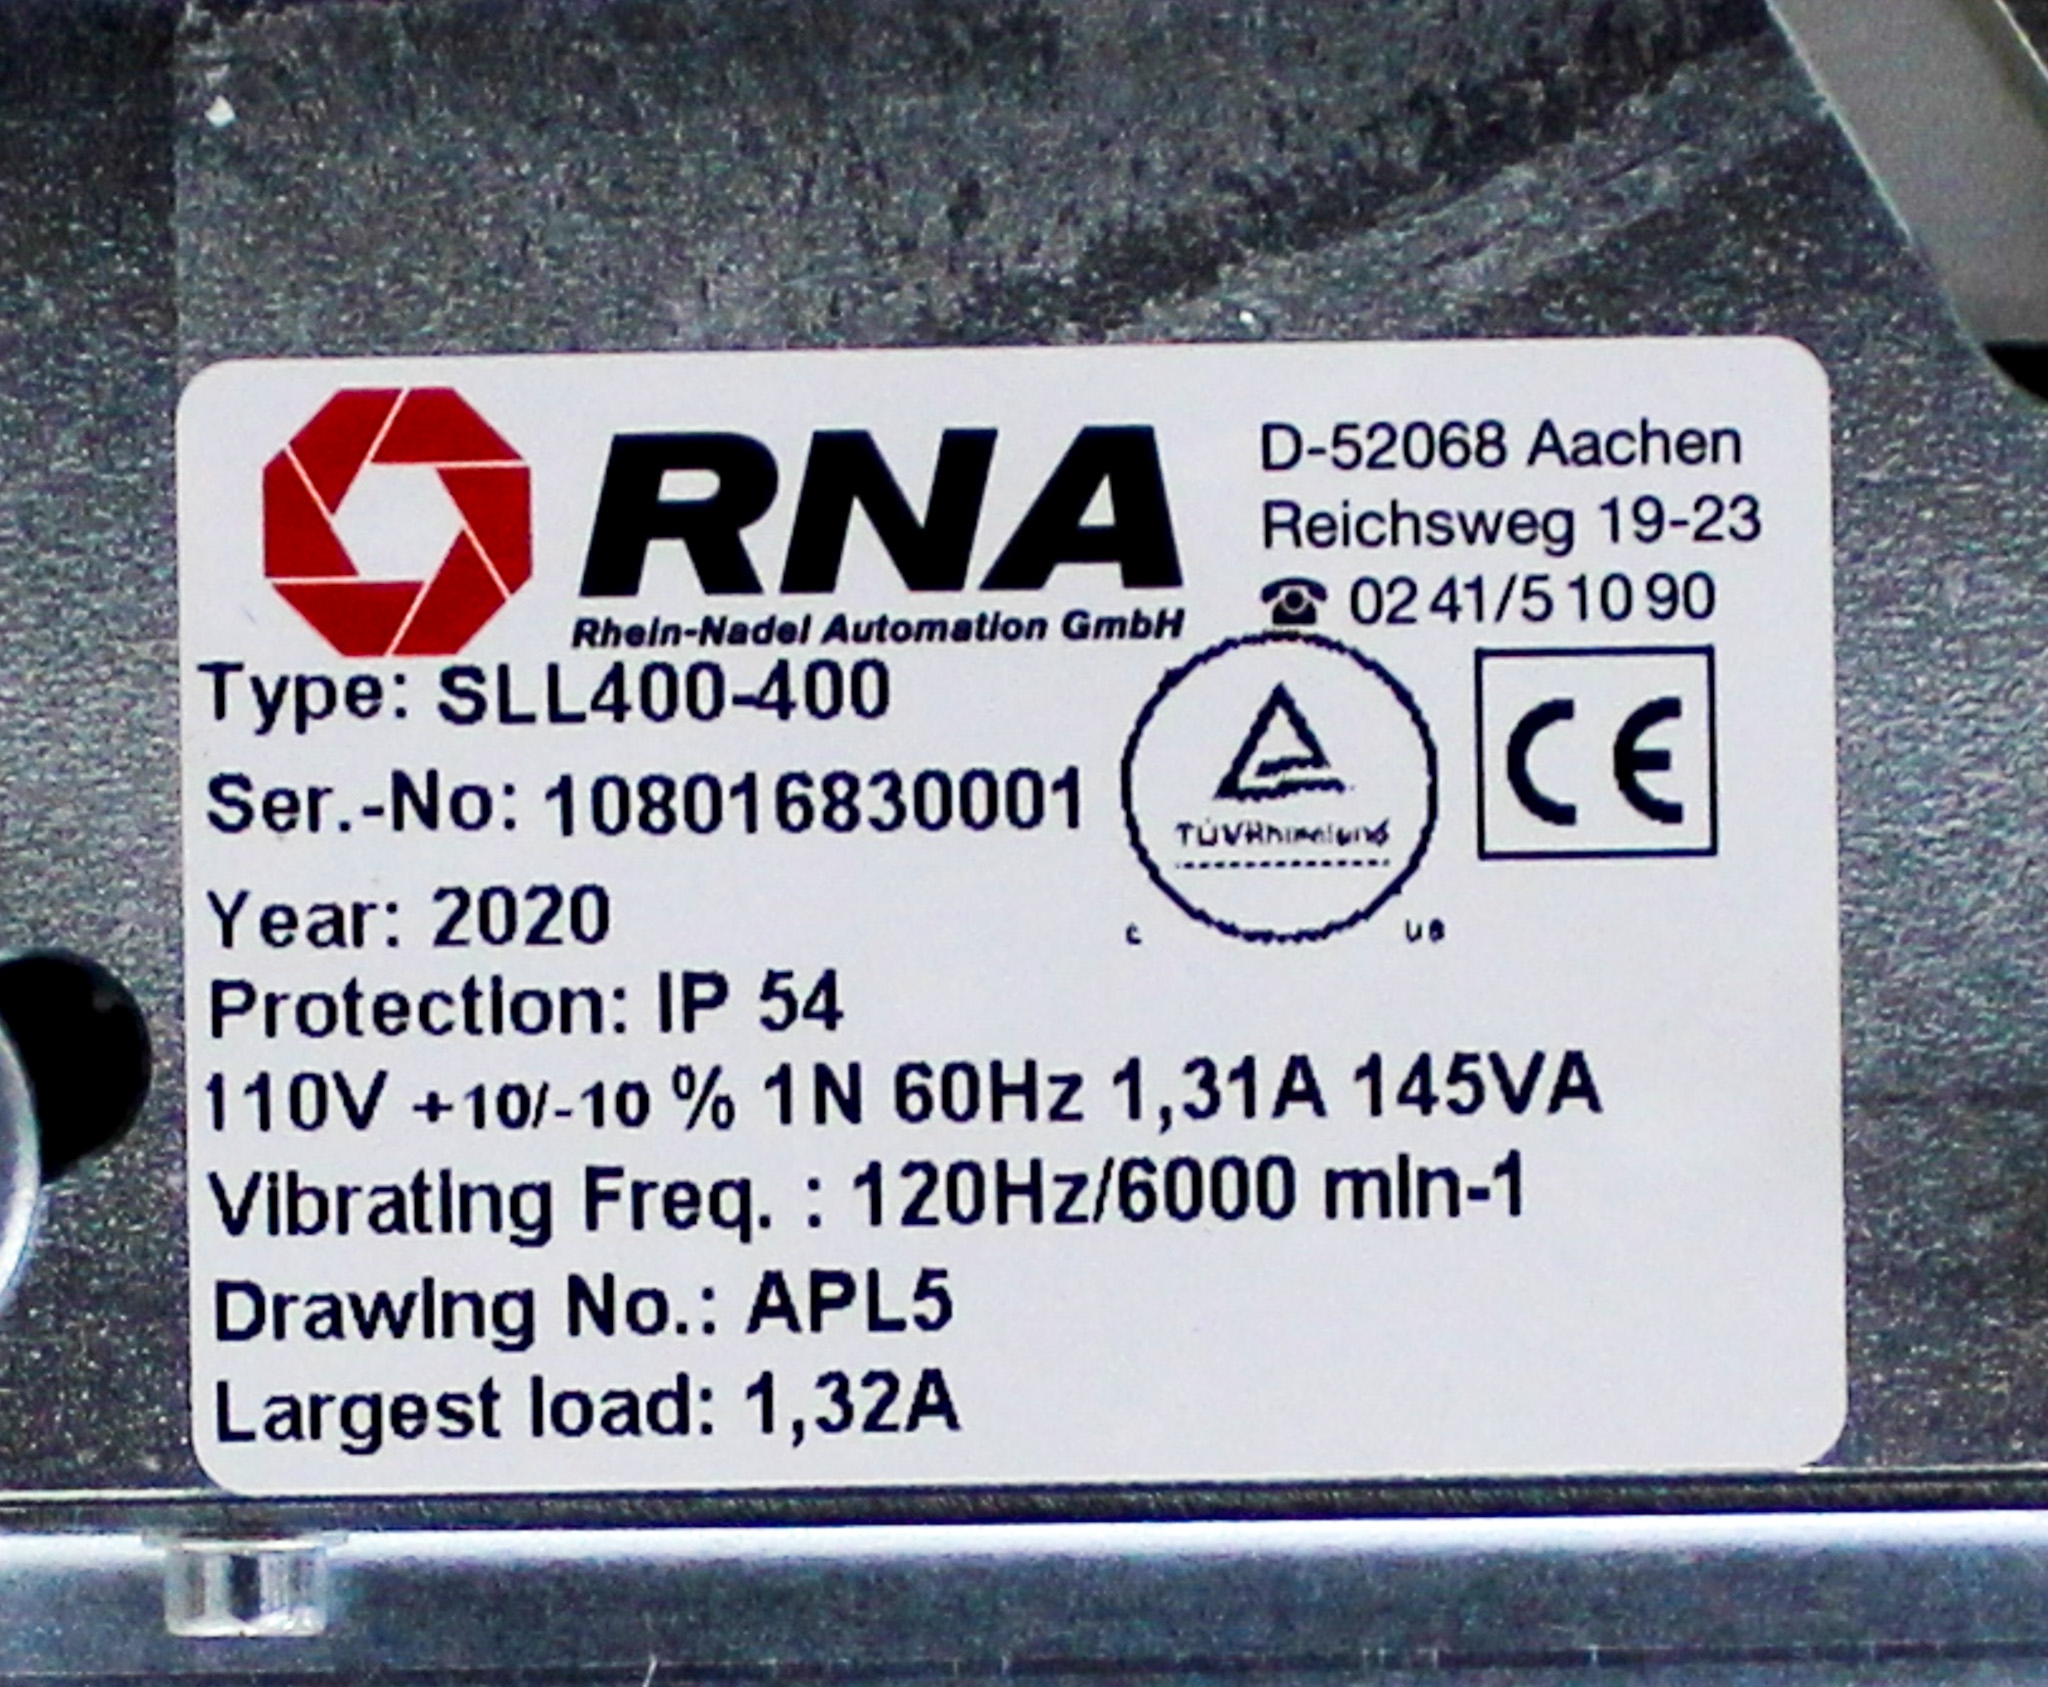 RNA
Rhein-Nadel Automation GmbH
D-52068 Aachen
Reichsweg 19-23
☎ 02 41/5 10 90
Type: SLL400-400
Ser.-No: 108016830001
TÜVRheinland
CE
c
us
Year: 2020
Protection: IP 54
110V +10/-10 % 1N 60Hz 1,31A 145VA
Vibrating Freq. : 120Hz/6000 min-1
Drawing No.: APL5
Largest load: 1,32A